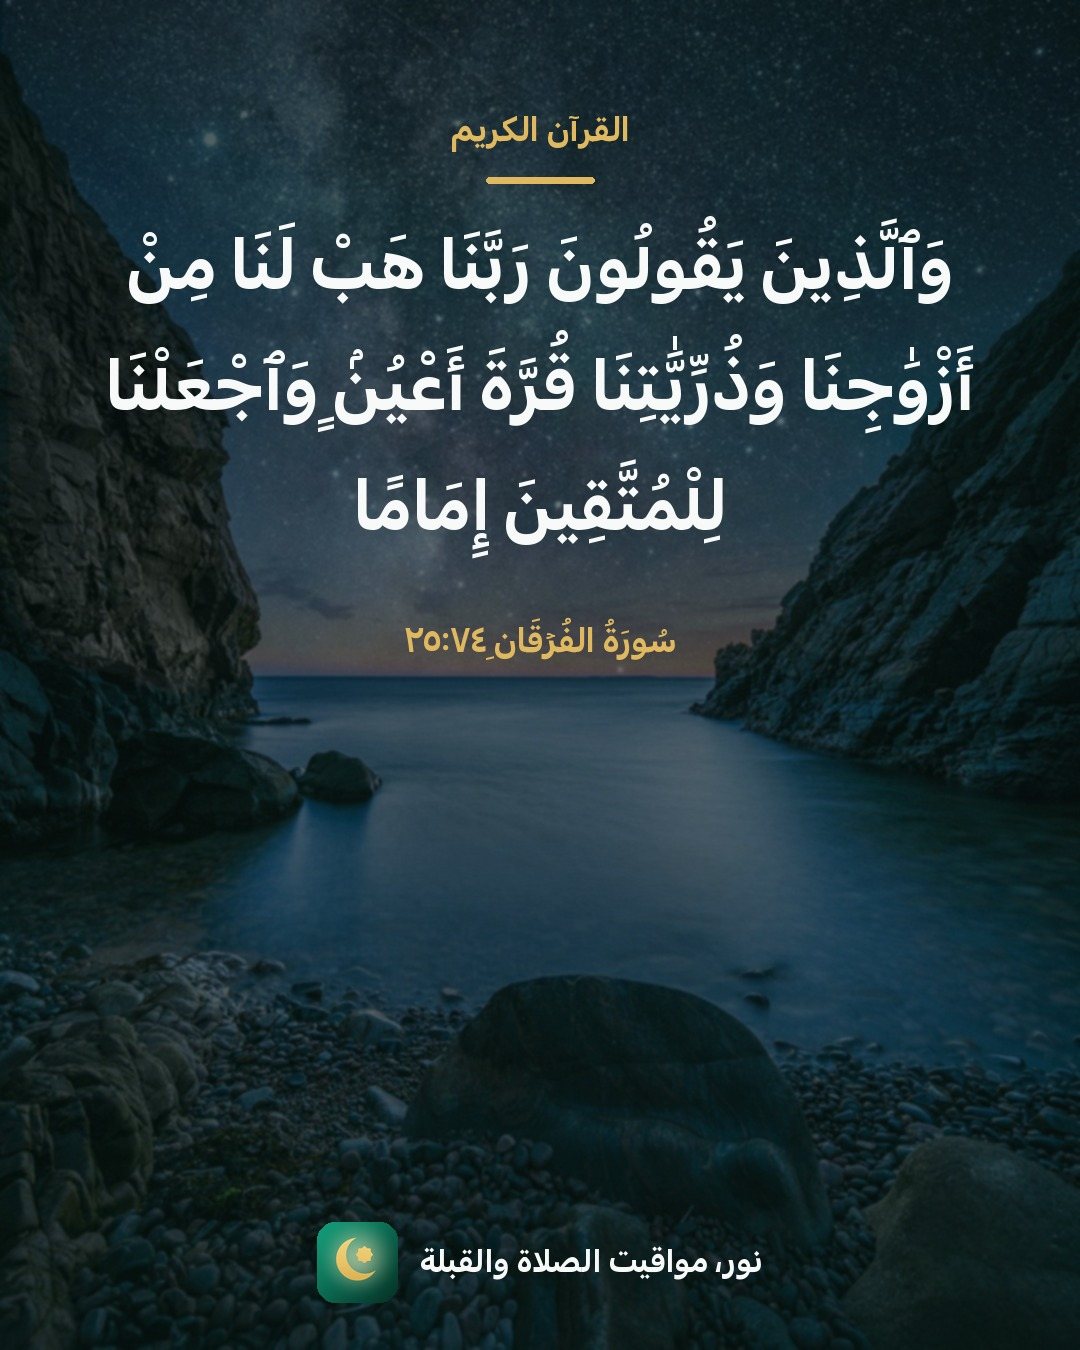 القرآن الكريم
وَٱلَّذِينَ يَقُولُونَ رَبَّنَا هَبْ لَنَا مِنْ
أَزْوَٰجِنَا وَذُرِّيَّٰتِنَا قُرَّةَ أَعْيُنٍۢ وَٱجْعَلْنَا
لِلْمُتَّقِينَ إِمَامًا
سُورَةُ الفُرۡقَانِ ٢٥:٧٤
نور، مواقيت الصلاة والقبلة